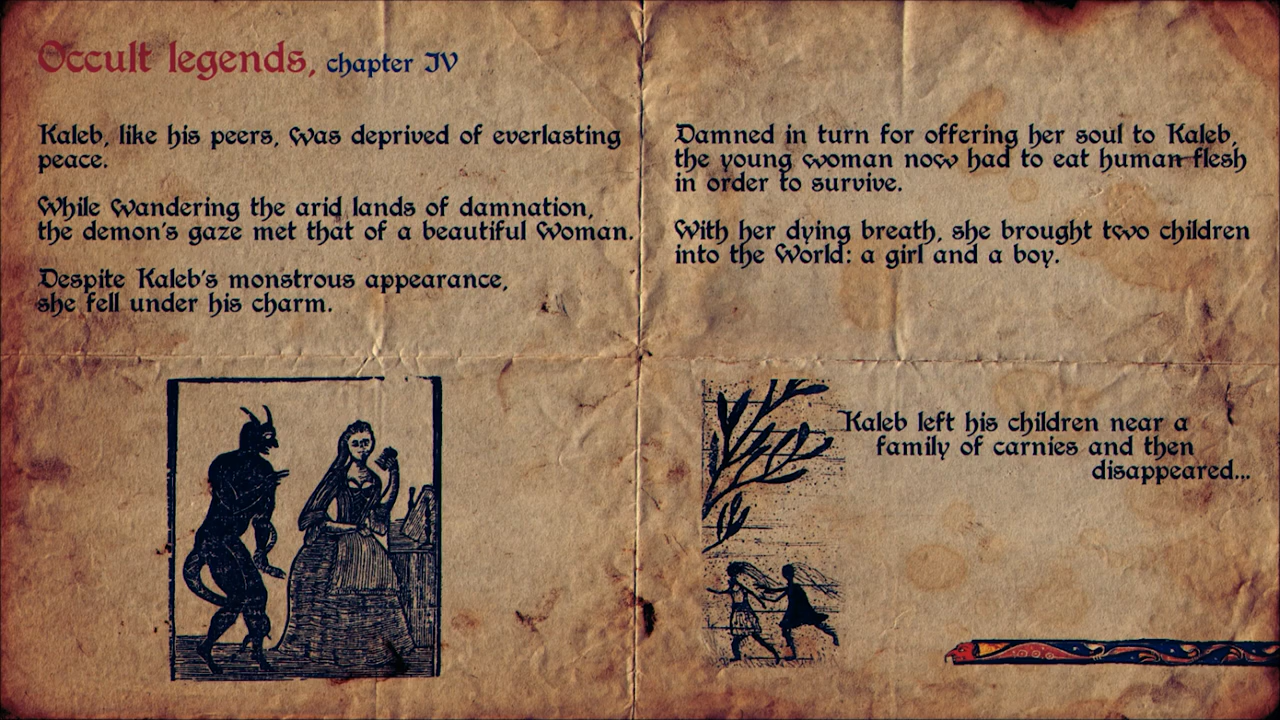 Occult legends, chapter IV
Kaleb, like his peers, was deprived of everlasting
peace.
While wandering the arid lands of damnation,
the demon's gaze met that of a beautiful woman.
Despite Kaleb's monstrous appearance,
she fell under his charm.
Damned in turn for offering her soul to Kaleb,
the young woman now had to eat human flesh
in order to survive.
With her dying breath, she brought two children
into the World: a girl and a boy.
Kaleb left his children near a
family of carnies and then
disappeared...